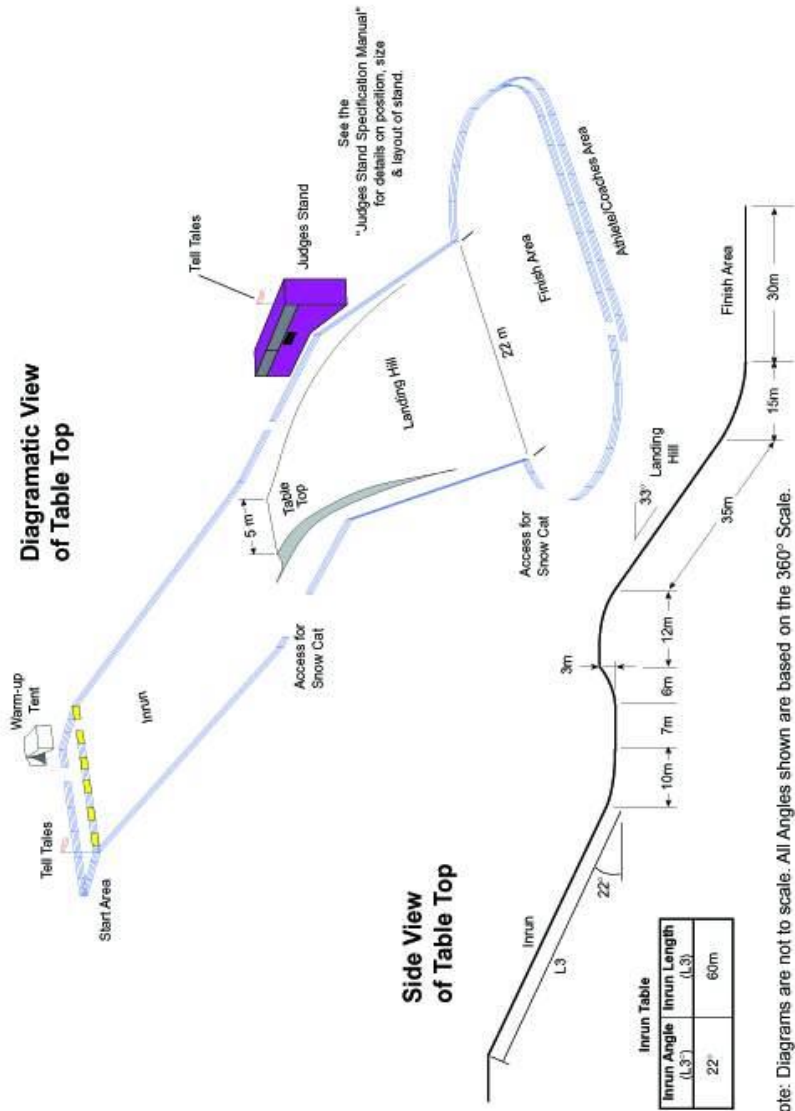 Diagramatic View
of Table Top
Warm-up
Tent
Tell Tales
Start Area
Inrun
Access for
Snow Cat
5 m
Table
Top
Landing Hill
Tell Tales
Judges Stand
See the
"Judges Stand Specification Manual"
for details on position, size
& layout of stand.
22 m
Finish Area
Athlete/Coaches Area
Access for
Snow Cat
Side View
of Table Top
Inrun
L3
22°
10m
7m
6m
12m
3m
33°
Landing
Hill
35m
15m
30m
Finish Area
Inrun Table
Inrun Angle Inrun Length
(L3°) (L3)
22° 60m
ote: Diagrams are not to scale. All Angles shown are based on the 360° Scale.